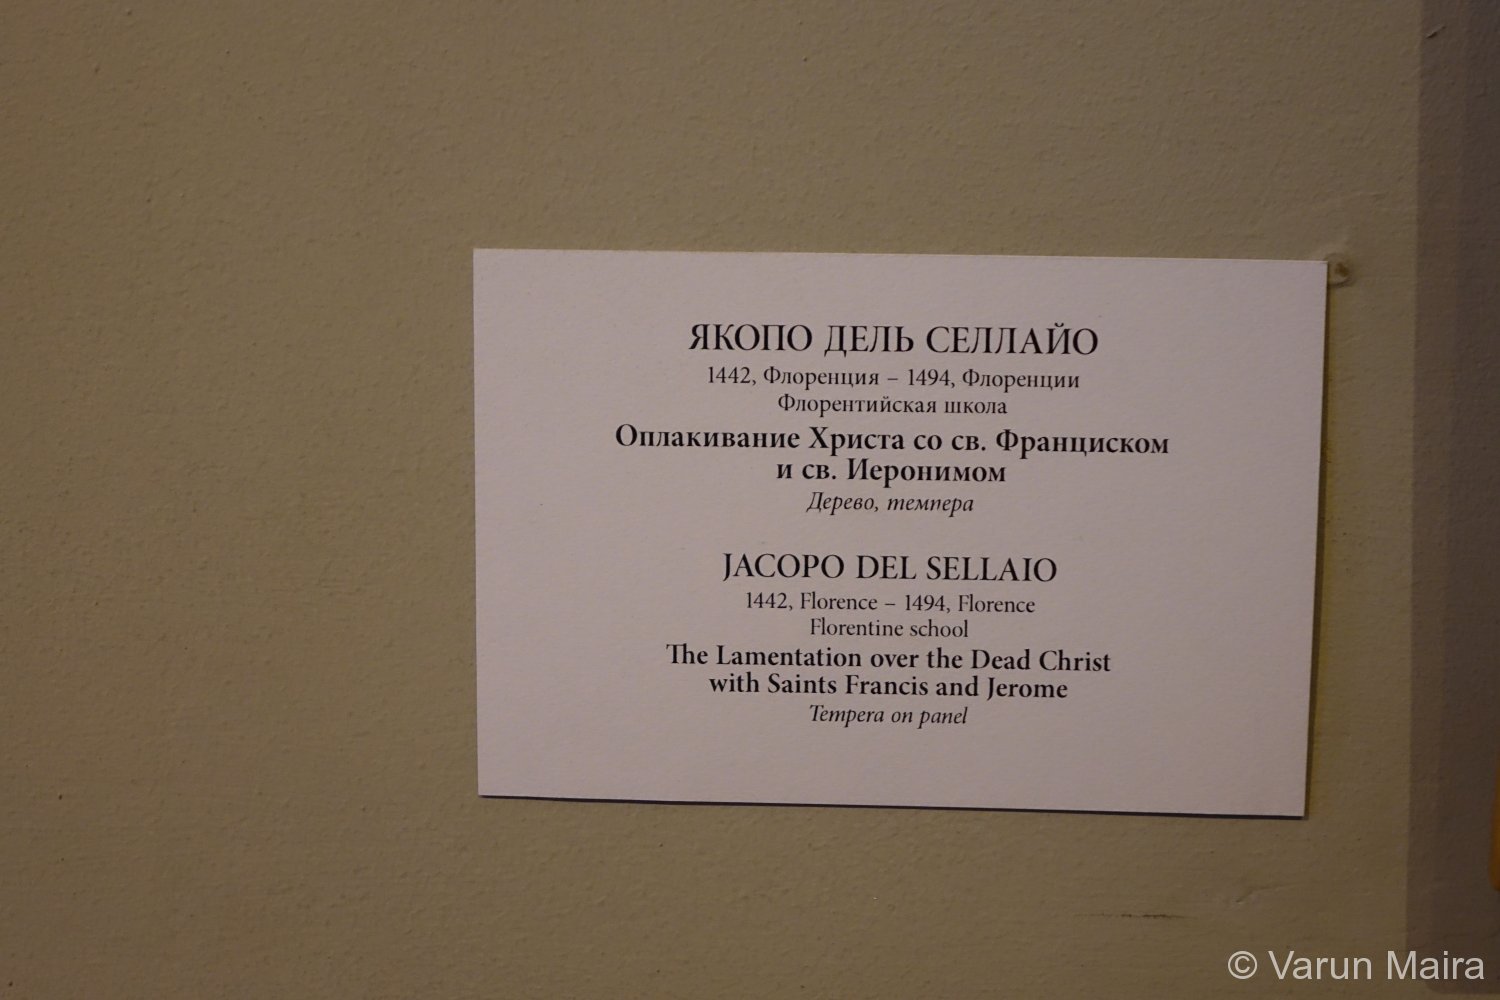 ЯКОПО ДЕЛЬ СЕЛЛАЙО
1442, Флоренция – 1494, Флоренции
Флорентийская школа
Оплакивание Христа со св. Франциском
и св. Иеронимом
Дерево, темпера
JACOPO DEL SELLAIO
1442, Florence – 1494, Florence
Florentine school
The Lamentation over the Dead Christ
with Saints Francis and Jerome
Tempera on panel
© Varun Maira